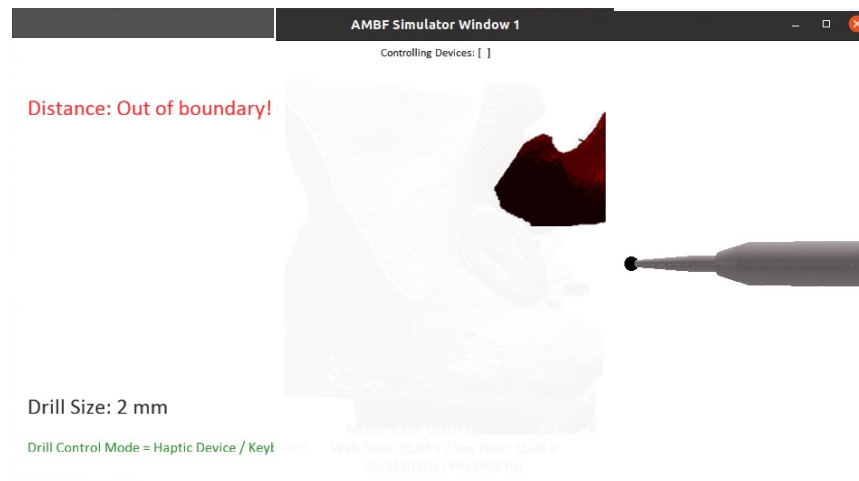 AMBF Simulator Window 1
Controlling Devices: [ ]
Distance: Out of boundary!
Drill Size: 2 mm
Drill Control Mode = Haptic Device / Keyboard
Wall Time: 11.03 s / Sim Time: 11.03 s
Gfx (120 Hz) / Phx (999 Hz)